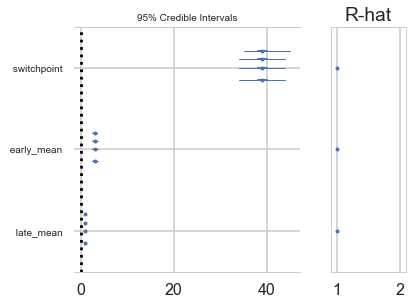 95% Credible Intervals
R-hat
switchpoint
early_mean
late_mean
0 20 40
1 2